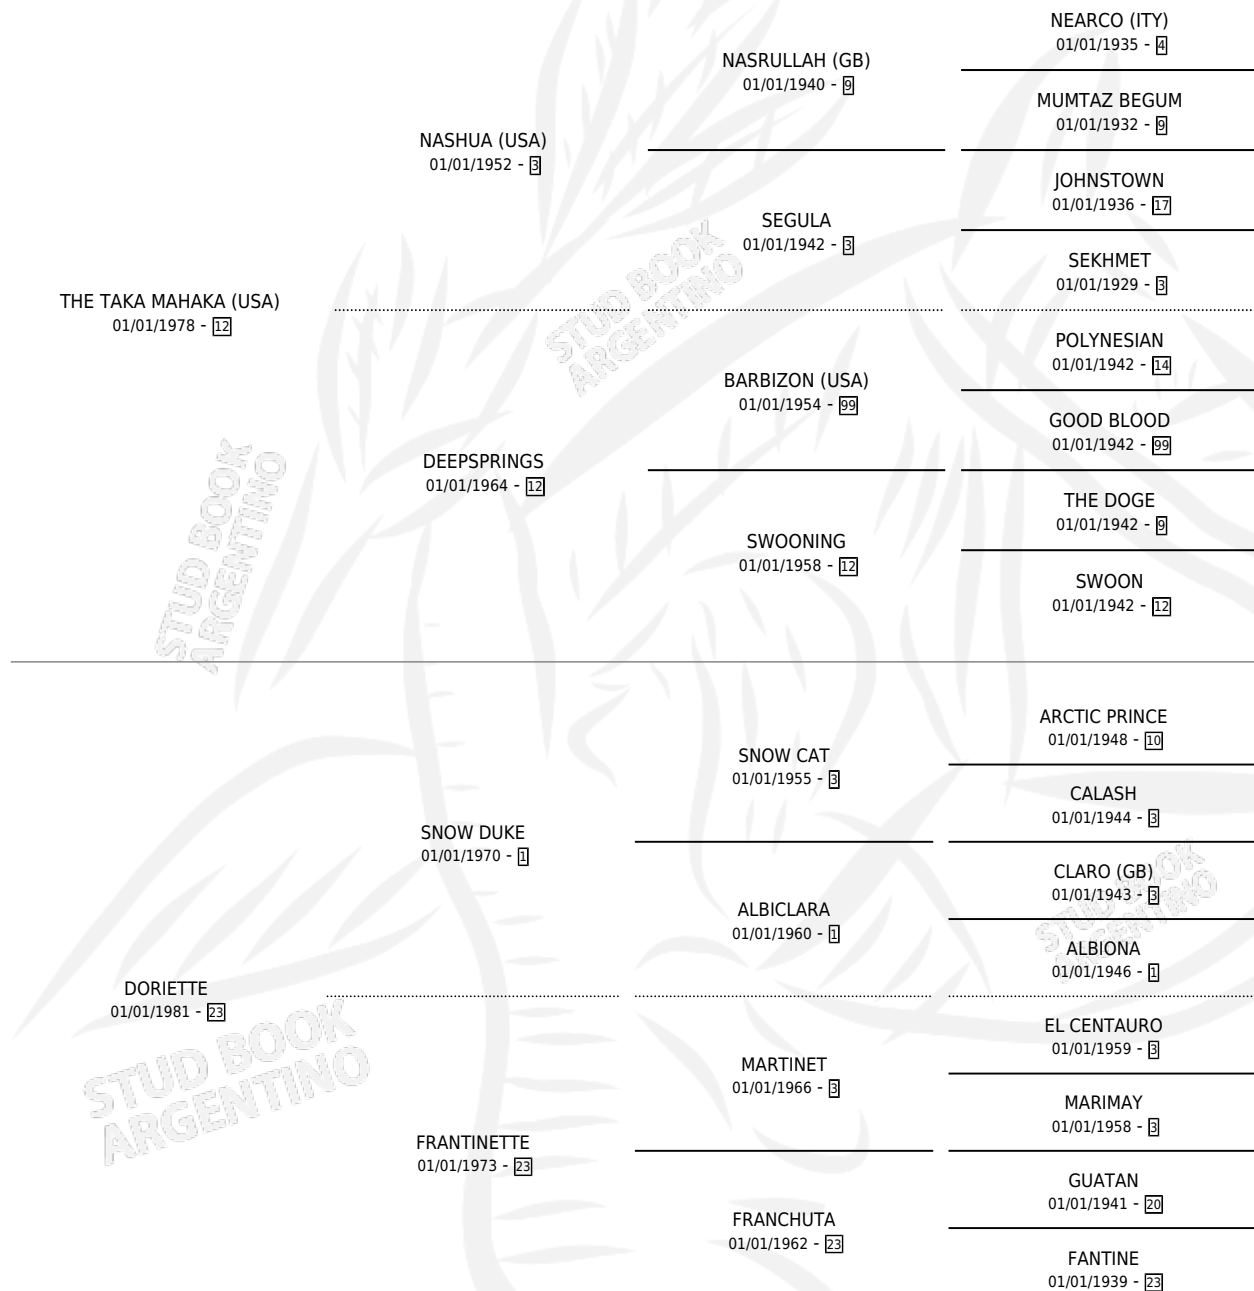 NEARCO (ITY)
01/01/1935 - 4
NASRULLAH (GB)
01/01/1940 - 9
MUMTAZ BEGUM
01/01/1932 - 9
NASHUA (USA)
01/01/1952 - 3
JOHNSTOWN
01/01/1936 - 17
SEGULA
01/01/1942 - 3
SEKHMET
01/01/1929 - 3
THE TAKA MAHAKA (USA)
01/01/1978 - 12
STUD BOOK
ARGENTINO
POLYNESIAN
01/01/1942 - 14
BARBIZON (USA)
01/01/1954 - 99
GOOD BLOOD
01/01/1942 - 99
DEEPSPRINGS
01/01/1964 - 12
THE DOGE
01/01/1942 - 9
SWOONING
01/01/1958 - 12
SWOON
01/01/1942 - 12
STUD BOOK
ARGENTINO
ARCTIC PRINCE
01/01/1948 - 10
SNOW CAT
01/01/1955 - 3
CALASH
01/01/1944 - 3
SNOW DUKE
01/01/1970 - 1
CLARO (GB)
01/01/1943 - 3
ALBICLARA
01/01/1960 - 1
STUD BOOK
ARGENTINO
ALBIONA
01/01/1946 - 1
DORIETTE
01/01/1981 - 23
STUD BOOK
ARGENTINO
EL CENTAURO
01/01/1959 - 3
MARTINET
01/01/1966 - 3
MARIMAY
01/01/1958 - 3
FRANTINETTE
01/01/1973 - 23
GUATAN
01/01/1941 - 20
FRANCHUTA
01/01/1962 - 23
FANTINE
01/01/1939 - 23